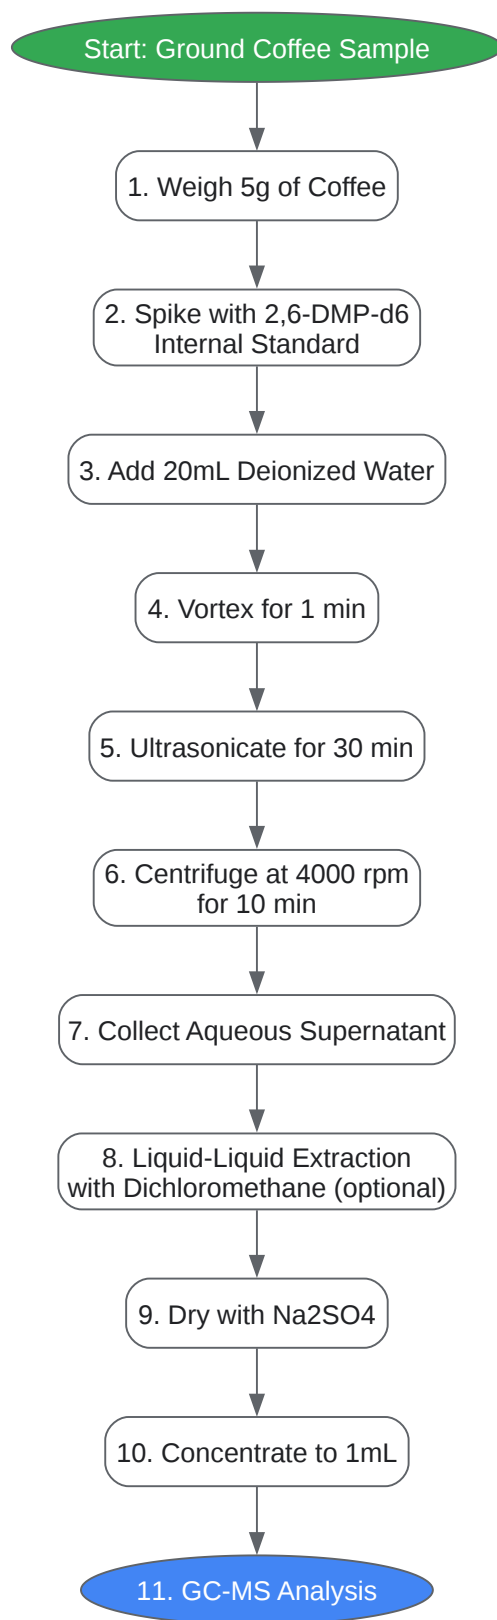 Start: Ground Coffee Sample
1. Weigh 5g of Coffee
2. Spike with 2,6-DMP-d6
Internal Standard
3. Add 20mL Deionized Water
4. Vortex for 1 min
5. Ultrasonicate for 30 min
6. Centrifuge at 4000 rpm
for 10 min
7. Collect Aqueous Supernatant
8. Liquid-Liquid Extraction
with Dichloromethane (optional)
9. Dry with Na2SO4
10. Concentrate to 1mL
11. GC-MS Analysis